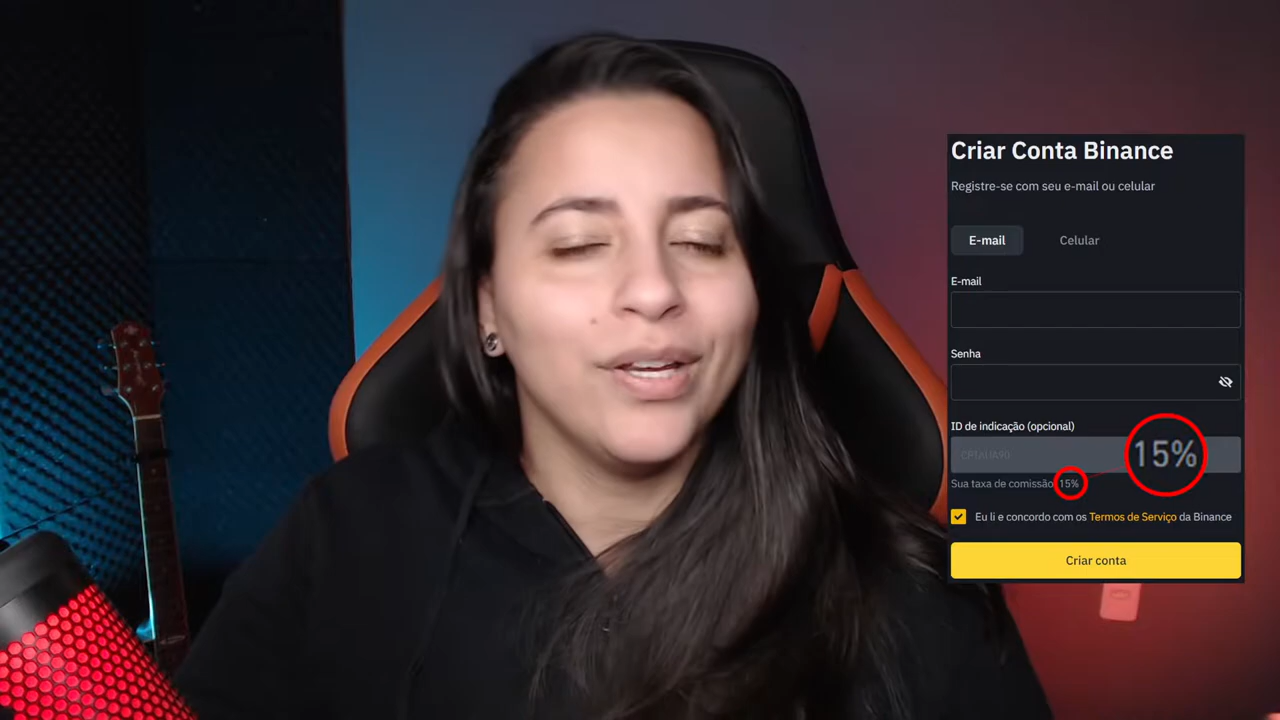 Criar Conta Binance
Registre-se com seu e-mail ou celular
E-mail Celular
E-mail
Senha
ID de indicação (opcional)
15%
Sua taxa de comissão 15%
Eu li e concordo com os Termos de Serviço da Binance
Criar conta